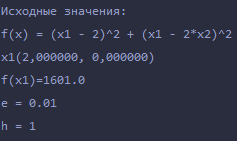 Исходные значения:
f(x) = (x1 - 2)^2 + (x1 - 2*x2)^2
x1(2,000000, 0,000000)
f(x1)=1601.0
e = 0.01
h = 1